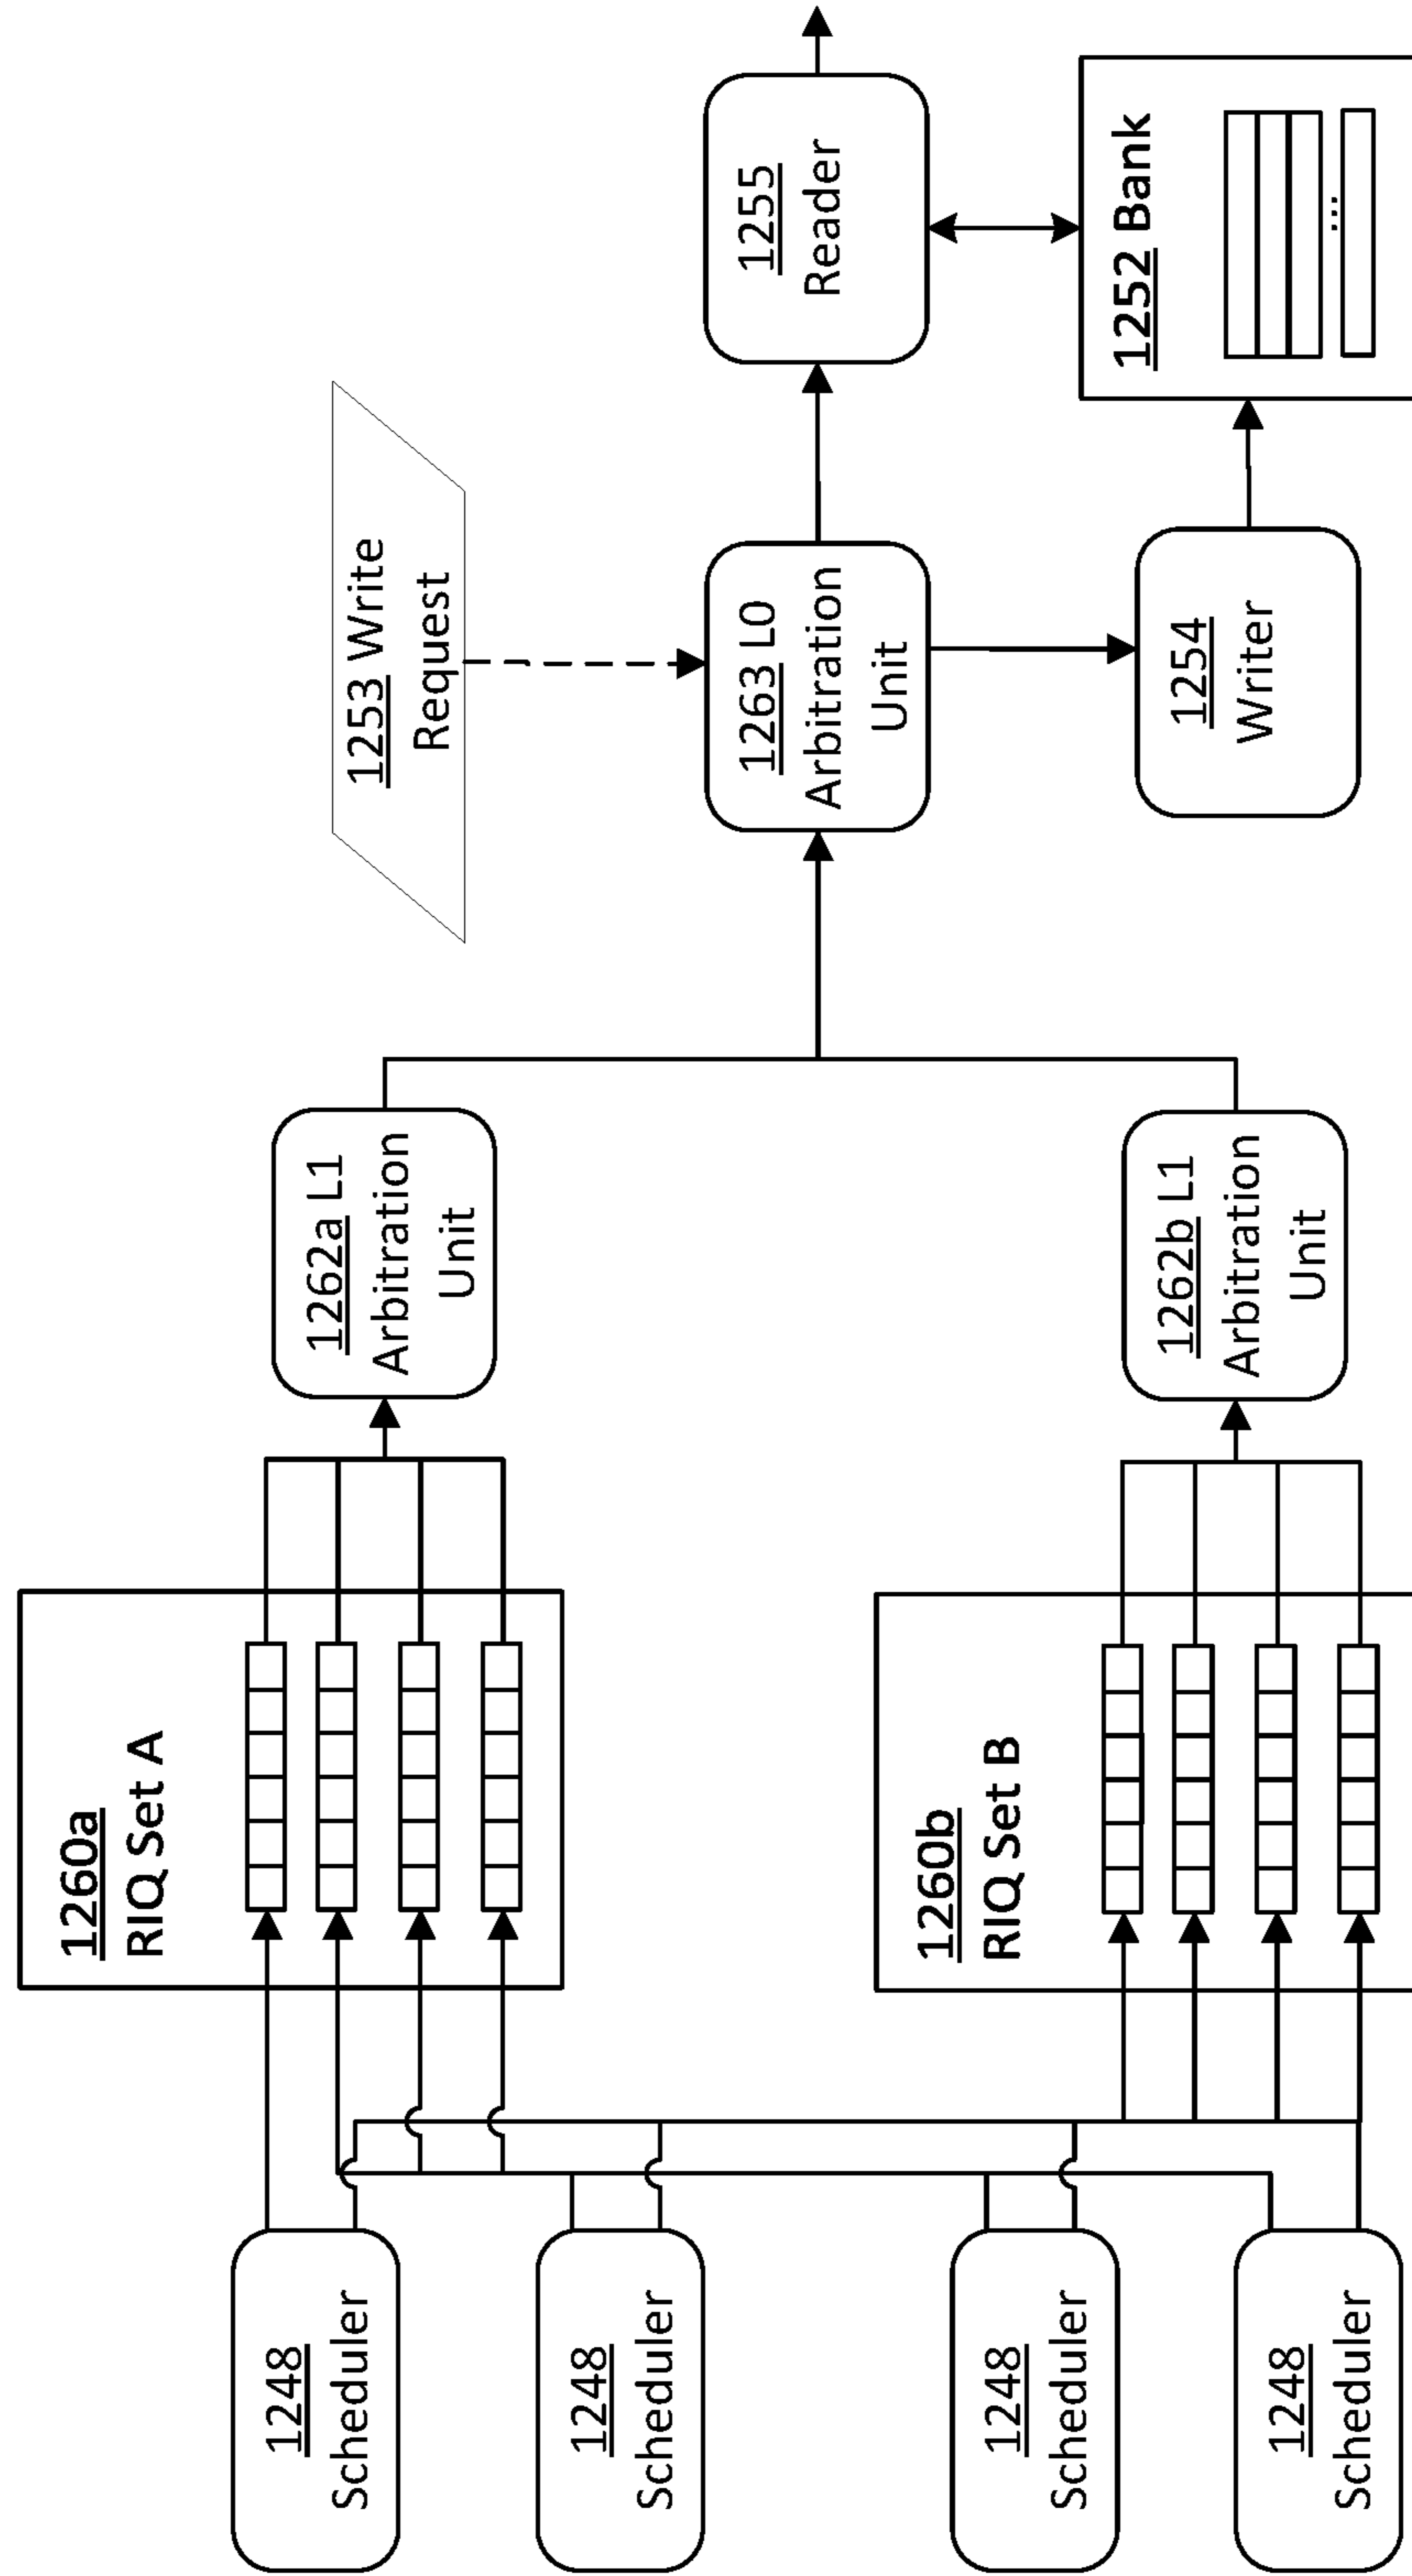 1248
Scheduler
1248
Scheduler
1248
Scheduler
1248
Scheduler
1260a
RIQ Set A
1260b
RIQ Set B
1262a L1
Arbitration
Unit
1262b L1
Arbitration
Unit
1253 Write
Request
1263 L0
Arbitration
Unit
1254
Writer
1255
Reader
1252 Bank
...